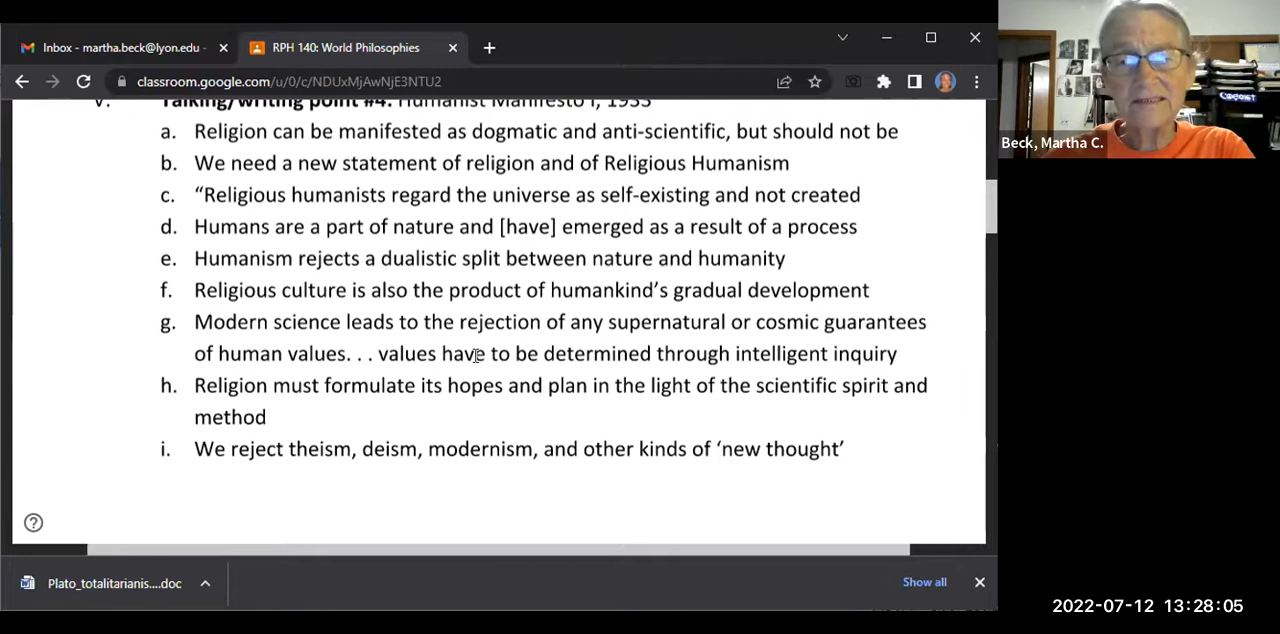 Inbox - martha.beck@lyon.edu -
RPH 140: World Philosophies
classroom.google.com/u/0/c/NDUxMjAwNjE3NTU2
V. Talking/writing point #4: Humanist Manifesto I, 1933
a. Religion can be manifested as dogmatic and anti-scientific, but should not be
b. We need a new statement of religion and of Religious Humanism
c. “Religious humanists regard the universe as self-existing and not created
d. Humans are a part of nature and [have] emerged as a result of a process
e. Humanism rejects a dualistic split between nature and humanity
f. Religious culture is also the product of humankind’s gradual development
g. Modern science leads to the rejection of any supernatural or cosmic guarantees
of human values. . . values have to be determined through intelligent inquiry
h. Religion must formulate its hopes and plan in the light of the scientific spirit and
method
i. We reject theism, deism, modernism, and other kinds of ‘new thought’
Plato_totalitarianis....doc
Show all
Beck, Martha C.
2022-07-12 13:28:05